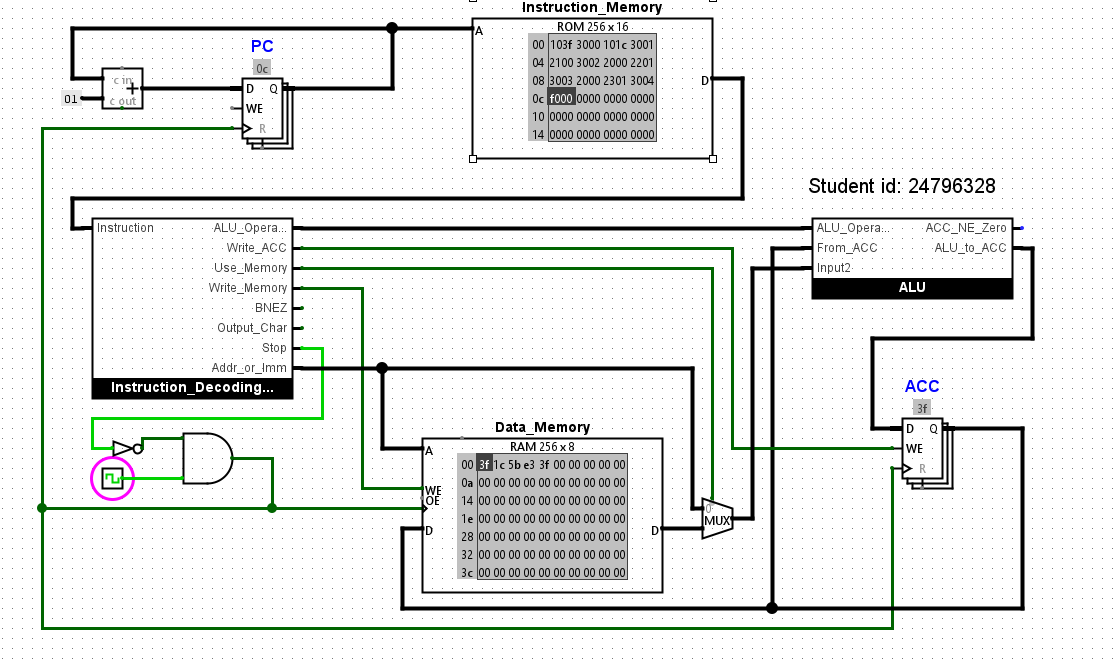 Instruction_Memory
A
ROM 256 x 16
00 103f 3000 101c 3001
04 2100 3002 2000 2201
08 3003 2000 2301 3004
0c f000 0000 0000 0000
10 0000 0000 0000 0000
14 0000 0000 0000 0000
D
PC
0c
D Q
WE
R
c in
+
c out
01
Student id: 24796328
Instruction
ALU_Opera...
Write_ACC
Use_Memory
Write_Memory
BNEZ
Output_Char
Stop
Addr_or_Imm
Instruction_Decoding...
ALU_Opera... ACC_NE_Zero
From_ACC ALU_to_ACC
Input2
ALU
ACC
3f
D Q
WE
R
Data_Memory
A
RAM 256 x 8
00 3f 1c 5b e3 3f 00 00 00 00 00
0a 00 00 00 00 00 00 00 00 00 00
14 00 00 00 00 00 00 00 00 00 00
1e 00 00 00 00 00 00 00 00 00 00
28 00 00 00 00 00 00 00 00 00 00
32 00 00 00 00 00 00 00 00 00 00
3c 00 00 00 00 00 00 00 00 00 00
WE
OE
D
D
0
MUX